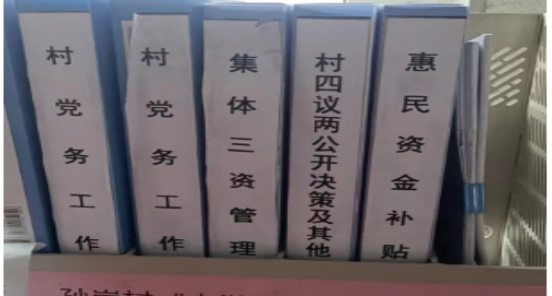 村党务工作
村党务工作
集体三资管理
村四议两公开决策及其他
惠民资金补贴